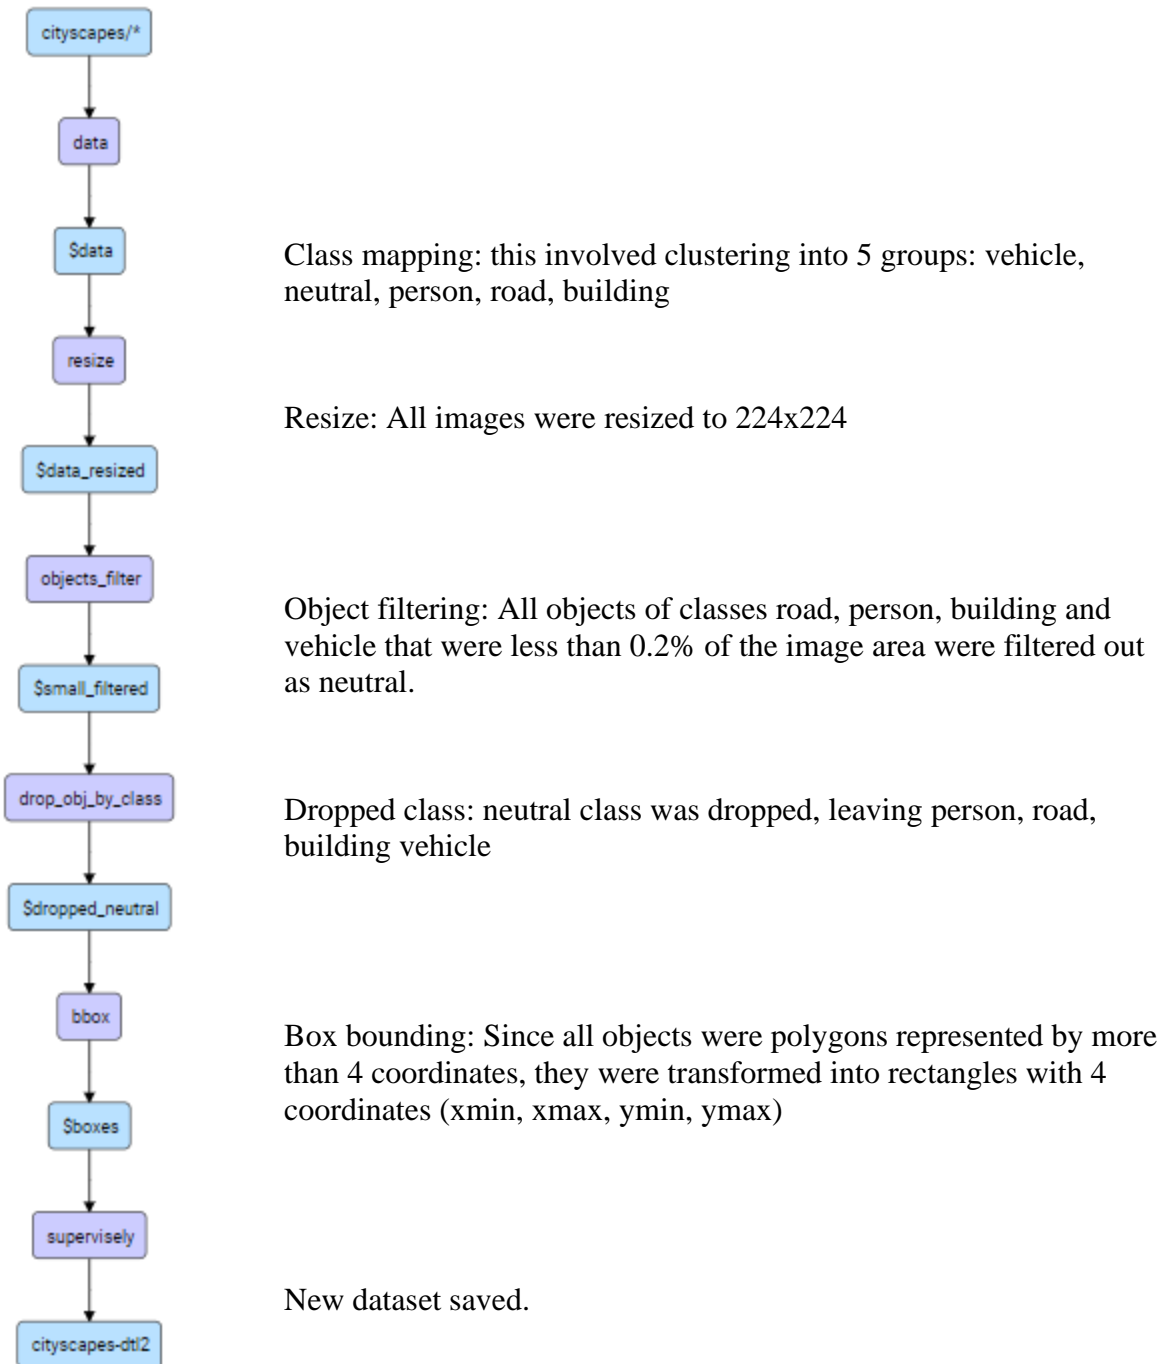 cityscapes/*
data
$data
Class mapping: this involved clustering into 5 groups: vehicle,
neutral, person, road, building
resize
Resize: All images were resized to 224x224
$data_resized
objects_filter
Object filtering: All objects of classes road, person, building and
vehicle that were less than 0.2% of the image area were filtered out
as neutral.
$small_filtered
drop_obj_by_class
Dropped class: neutral class was dropped, leaving person, road,
building vehicle
$dropped_neutral
bbox
Box bounding: Since all objects were polygons represented by more
than 4 coordinates, they were transformed into rectangles with 4
coordinates (xmin, xmax, ymin, ymax)
$boxes
supervisely
New dataset saved.
cityscapes-dtl2